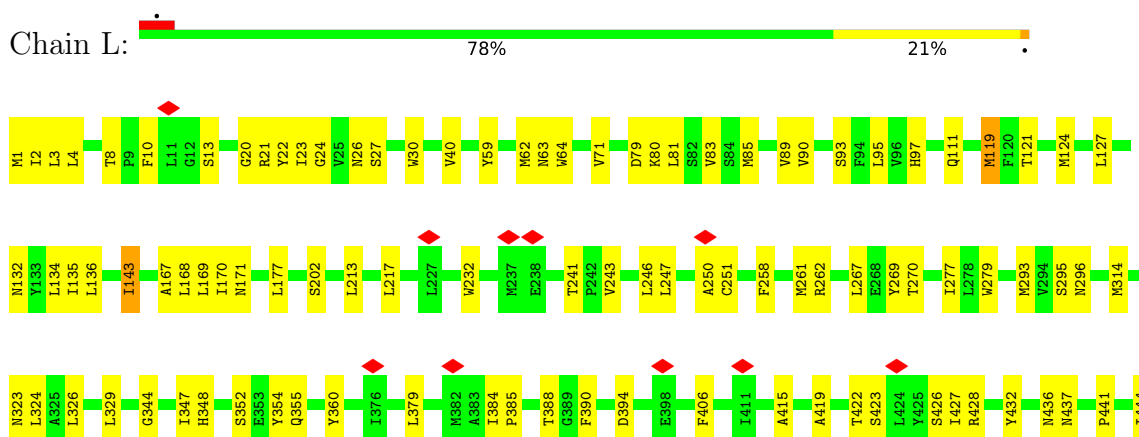 Chain L:
78% 21%
M1 I2 L3 L4 T8 P9 F10 L11 G12 S13 G20 R21 Y22 I23 G24 V25 N26 S27 W30 V40 Y59 M62 N63 W64 V71 D79 K80 L81 S82 V83 S84 M85 V89 V90 S93 F94 L95 V96 H97 Q111 M119 F120 T121 M124 L127
N132 Y133 L134 I135 L136 I143 A167 L168 L169 I170 N171 L177 S202 L213 L217 L227 W232 M237 E238 T241 P242 V243 L246 L247 A250 C251 F258 M261 R262 L267 E268 Y269 T270 I277 L278 W279 M293 V294 S295 N296 M314
N323 L324 A325 L326 L329 G344 I347 H348 S352 E353 Y354 Q355 Y360 I376 L379 M382 A383 I384 P385 T388 G389 F390 D394 E398 F406 I411 A415 A419 T422 S423 L424 Y425 S426 I427 R428 Y432 N436 N437 P441